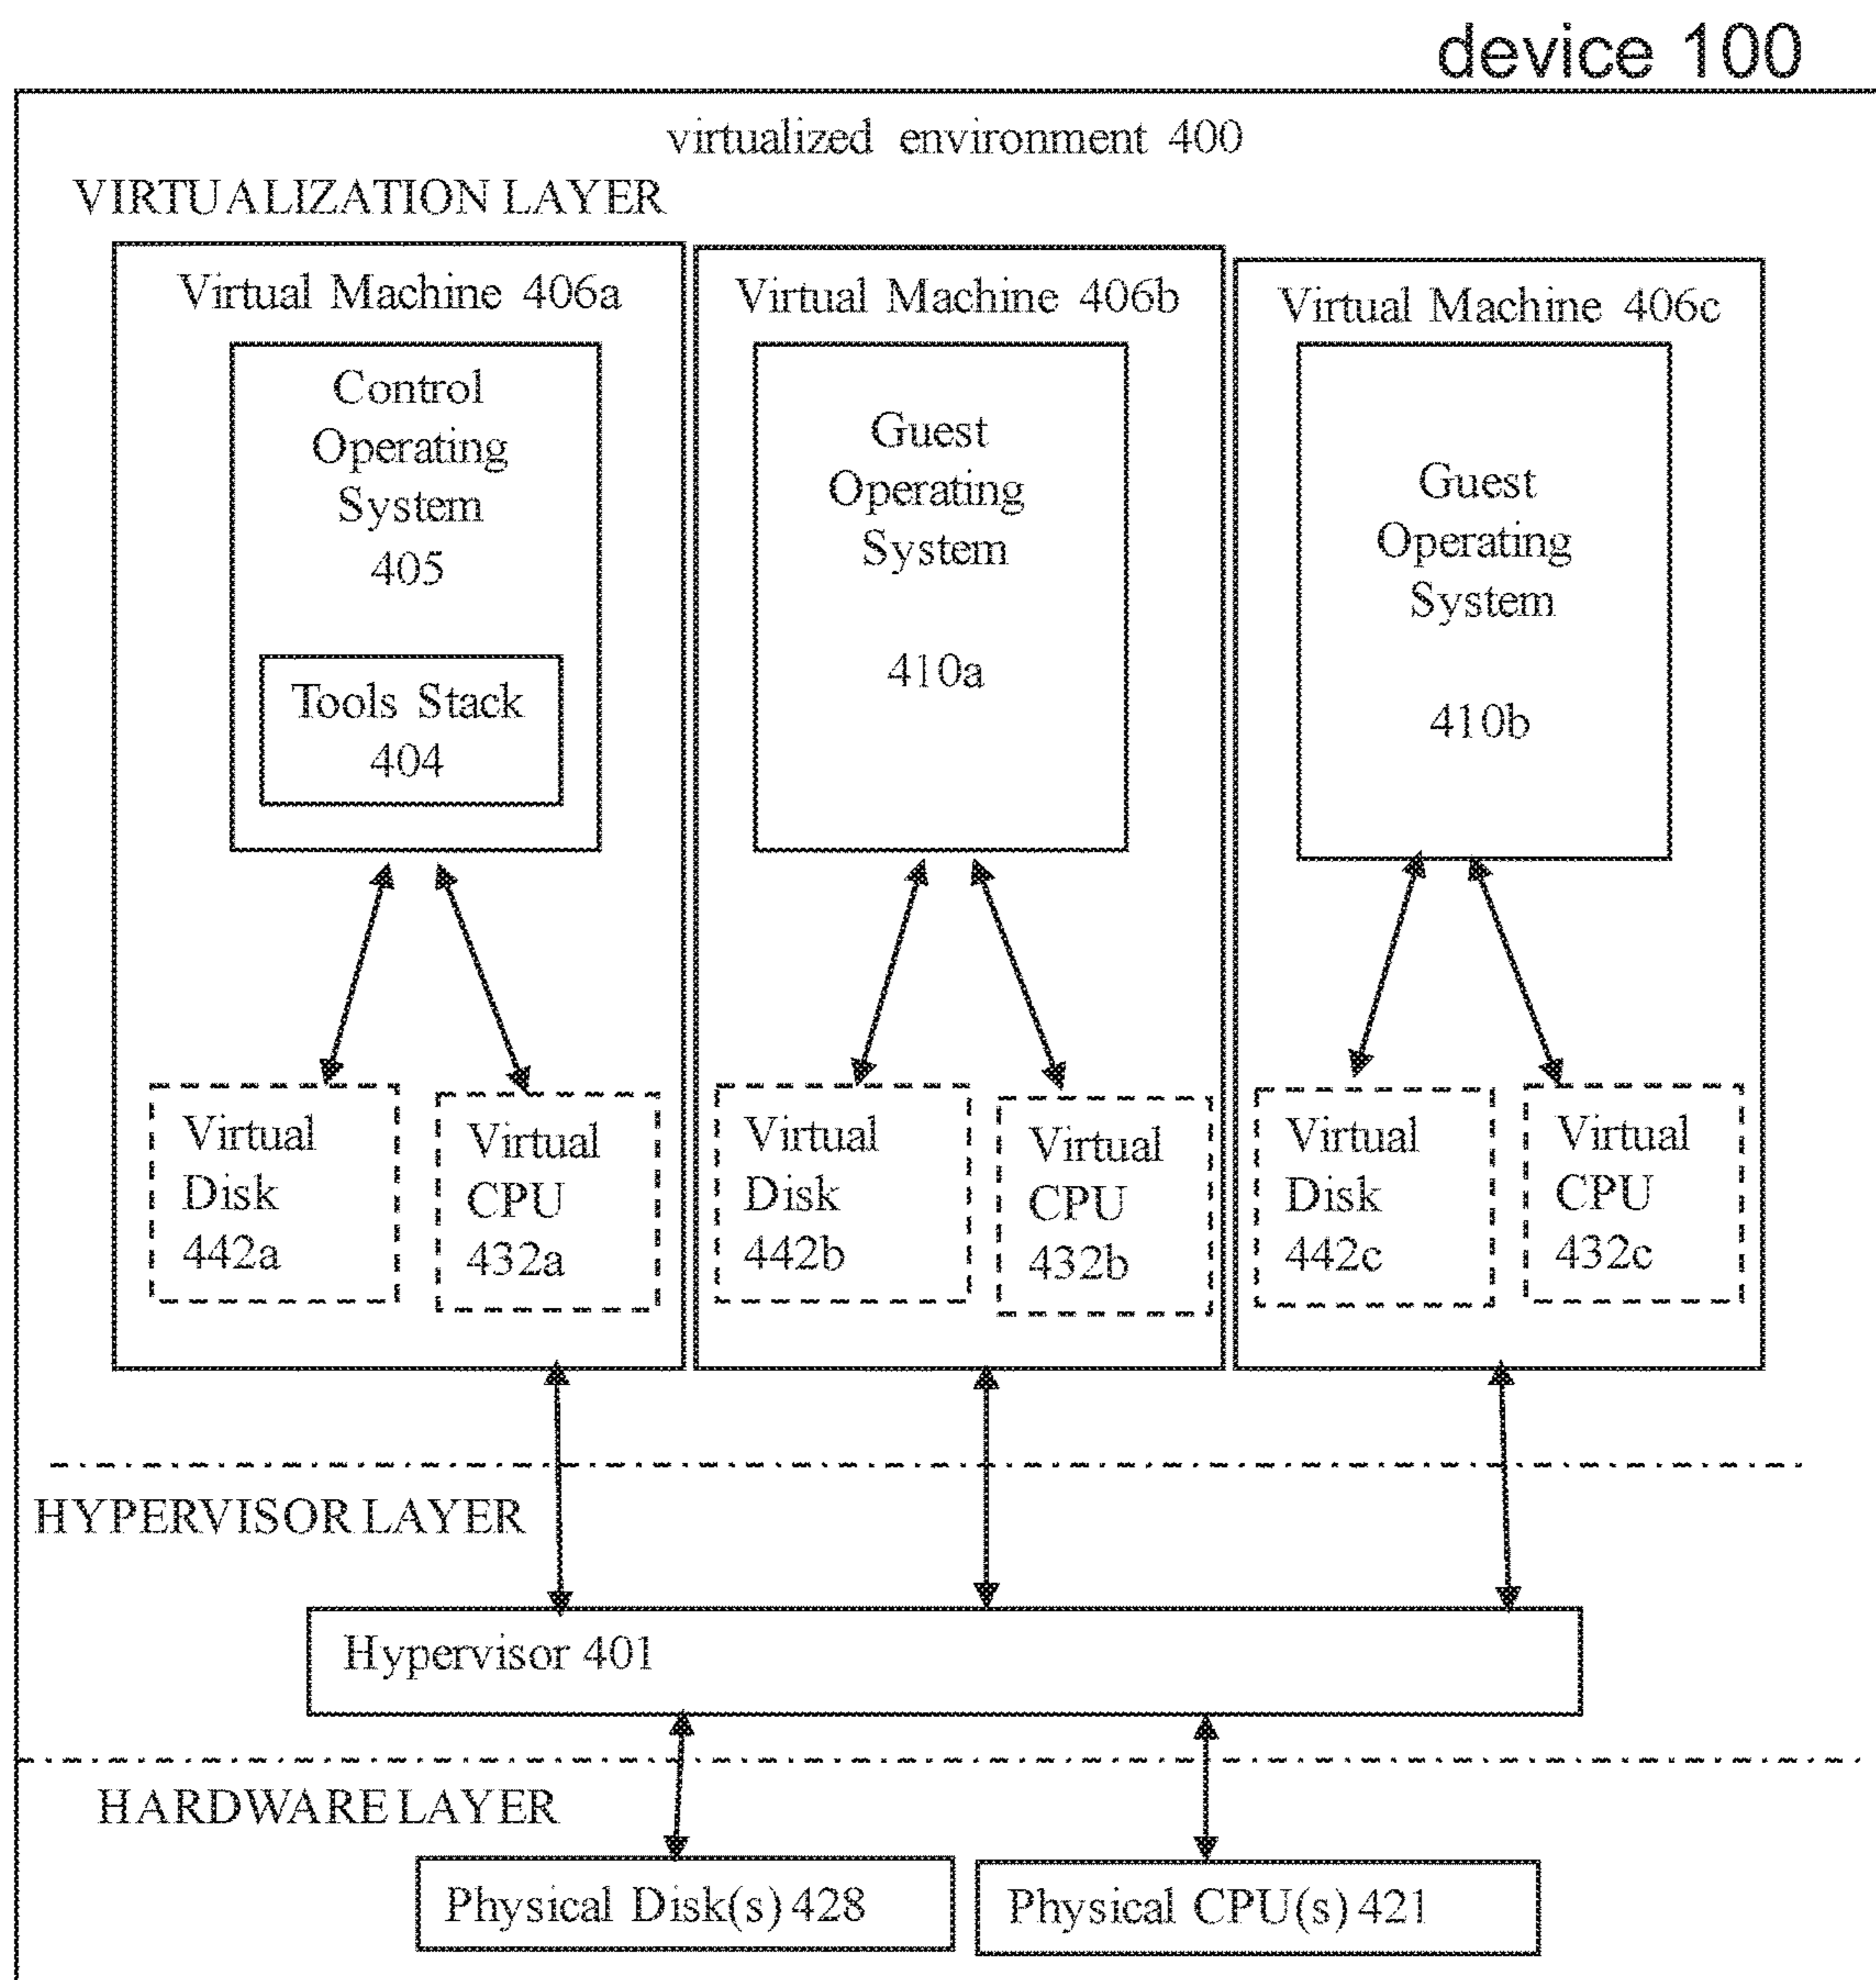 device 100
virtualized environment 400
VIRTUALIZATION LAYER
Virtual Machine 406a
Control
Operating
System
405
Tools Stack
404
Virtual
Disk
442a
Virtual
CPU
432a
Virtual Machine 406b
Guest
Operating
System
410a
Virtual
Disk
442b
Virtual
CPU
432b
Virtual Machine 406c
Guest
Operating
System
410b
Virtual
Disk
442c
Virtual
CPU
432c
HYPERVISOR LAYER
Hypervisor 401
HARDWARE LAYER
Physical Disk(s) 428
Physical CPU(s) 421